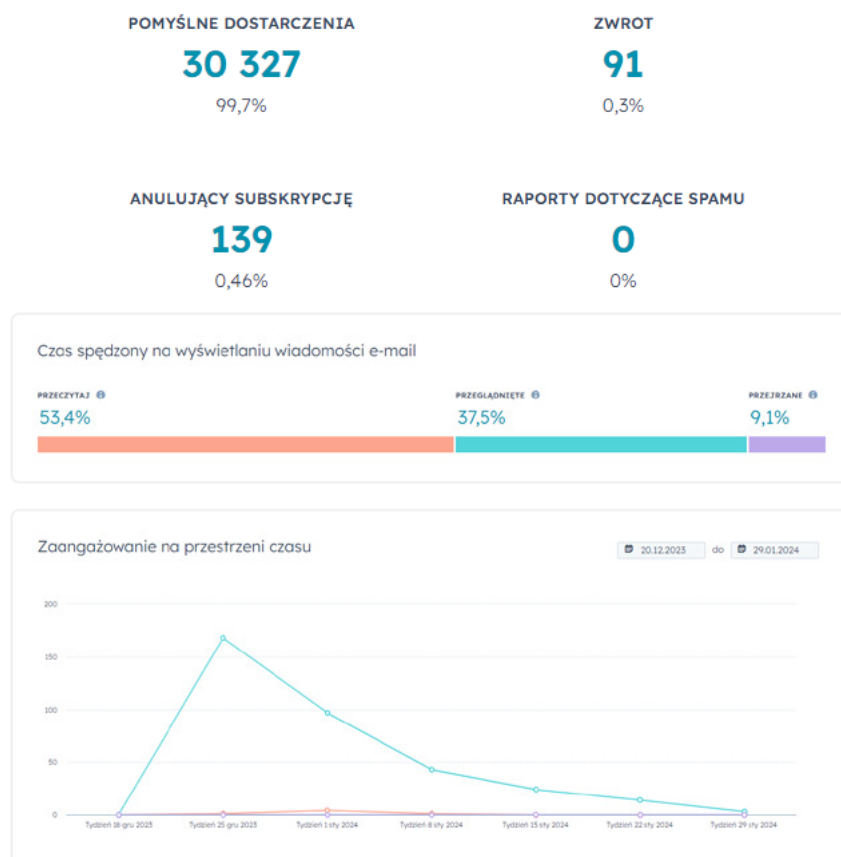 POMYŚLNE DOSTARCZENIA
30 327
99,7%
ZWROT
91
0,3%
ANULUJĄCY SUBSKRYPCJĘ
139
0,46%
RAPORTY DOTYCZĄCE SPAMU
0
0%
Czas spędzony na wyświetlaniu wiadomości e-mail
PRZECZYTAJ
53,4%
PRZEGLĄDNIĘTE
37,5%
PRZEJRZANE
9,1%
Zaangażowanie na przestrzeni czasu
20.12.2023 do 29.01.2024
200
150
100
50
0
Tydzień 18 gru 2023
Tydzień 25 gru 2023
Tydzień 1 sty 2024
Tydzień 8 sty 2024
Tydzień 15 sty 2024
Tydzień 22 sty 2024
Tydzień 29 sty 2024